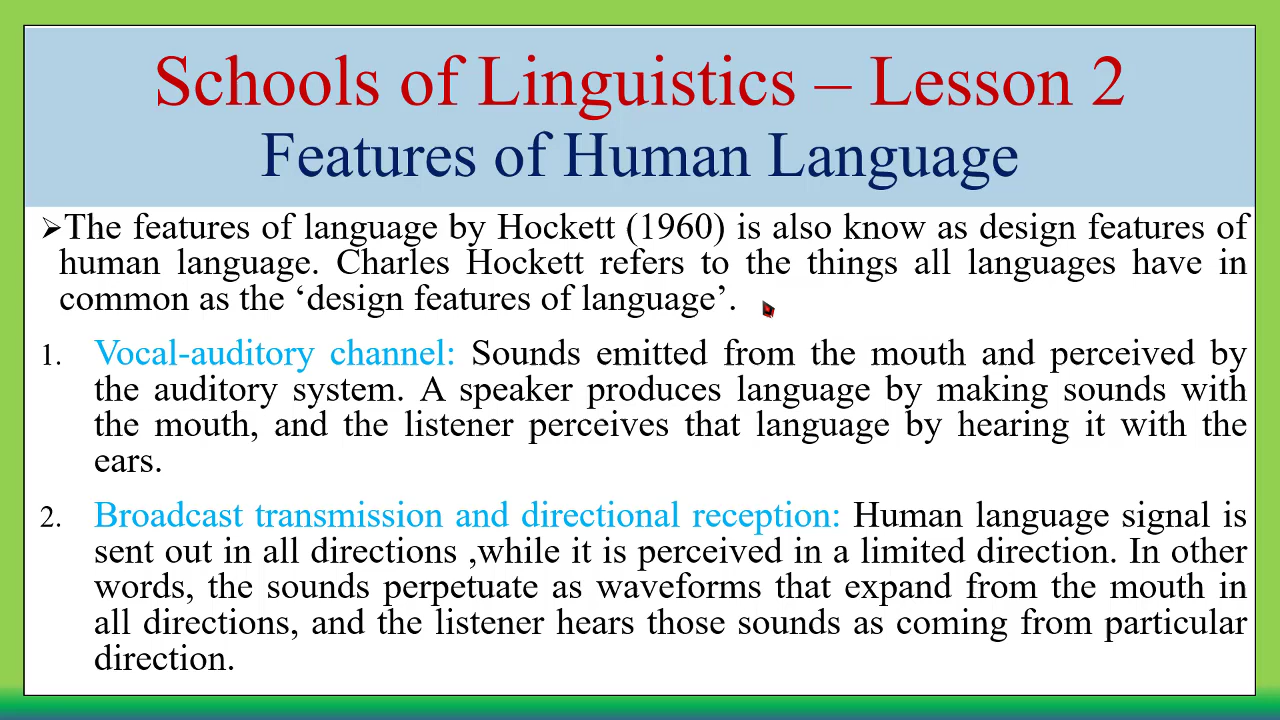 Schools of Linguistics – Lesson 2
Features of Human Language
➢The features of language by Hockett (1960) is also know as design features of
human language. Charles Hockett refers to the things all languages have in
common as the ‘design features of language’.
1. Vocal-auditory channel: Sounds emitted from the mouth and perceived by
the auditory system. A speaker produces language by making sounds with
the mouth, and the listener perceives that language by hearing it with the
ears.
2. Broadcast transmission and directional reception: Human language signal is
sent out in all directions ,while it is perceived in a limited direction. In other
words, the sounds perpetuate as waveforms that expand from the mouth in
all directions, and the listener hears those sounds as coming from particular
direction.